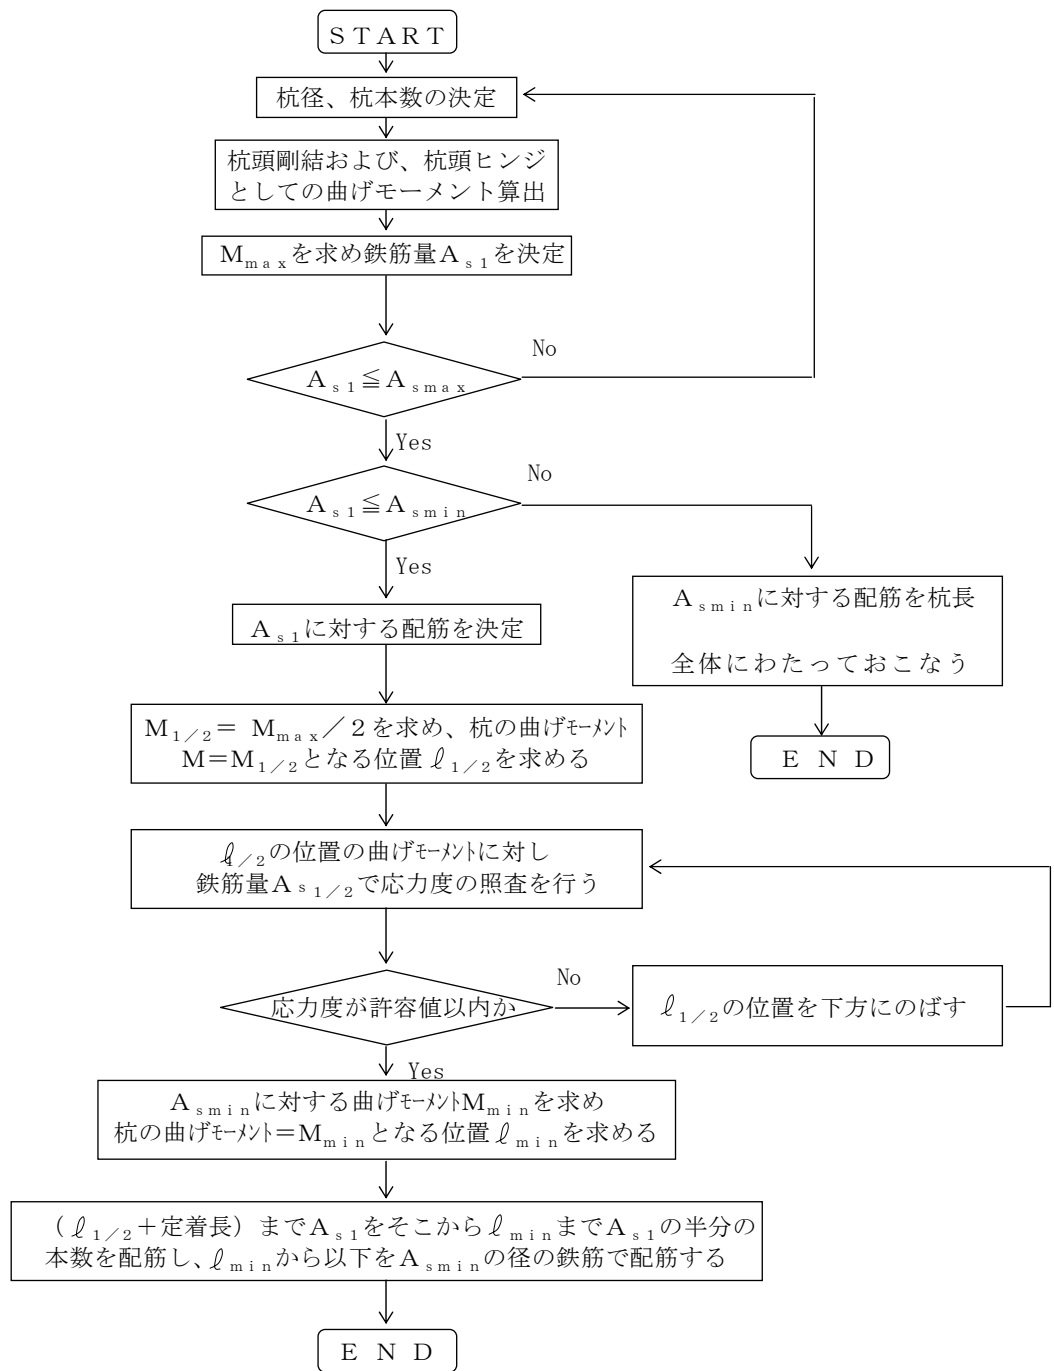 ＳＴＡＲＴ
杭径、杭本数の決定
杭頭剛結および、杭頭ヒンジ
としての曲げモーメント算出
Mmaxを求め鉄筋量As1を決定
No
As1≦Asmax
Yes
No
As1≦Asmin
Yes
Asminに対する配筋を杭長
全体にわたっておこなう
As1に対する配筋を決定
M1/2＝ Mmax／2を求め、杭の曲げﾓｰﾒﾝﾄ
M＝M1/2となる位置ℓ1/2を求める
ＥＮＤ
ℓ1/2の位置の曲げﾓｰﾒﾝﾄに対し
鉄筋量As1/2で応力度の照査を行う
No
応力度が許容値以内か
ℓ1/2の位置を下方にのばす
Yes
Asminに対する曲げﾓｰﾒﾝﾄMminを求め
杭の曲げﾓｰﾒﾝﾄ＝Mminとなる位置ℓminを求める
（ℓ1/2＋定着長）までAs1をそこからℓminまでAs1の半分の
本数を配筋し、ℓminから以下をAsminの径の鉄筋で配筋する
ＥＮＤ